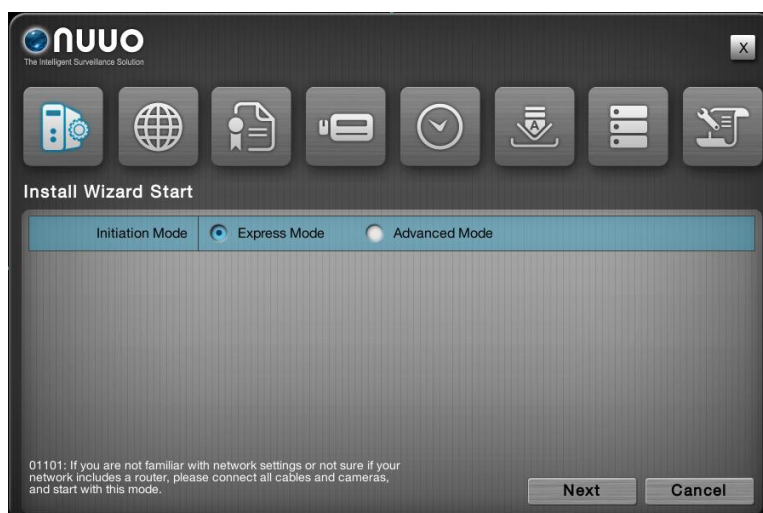 nuuo
The Intelligent Surveillance Solution
X
A
Install Wizard Start
Initiation Mode Express Mode Advanced Mode
01101: If you are not familiar with network settings or not sure if your
network includes a router, please connect all cables and cameras,
and start with this mode.
Next Cancel